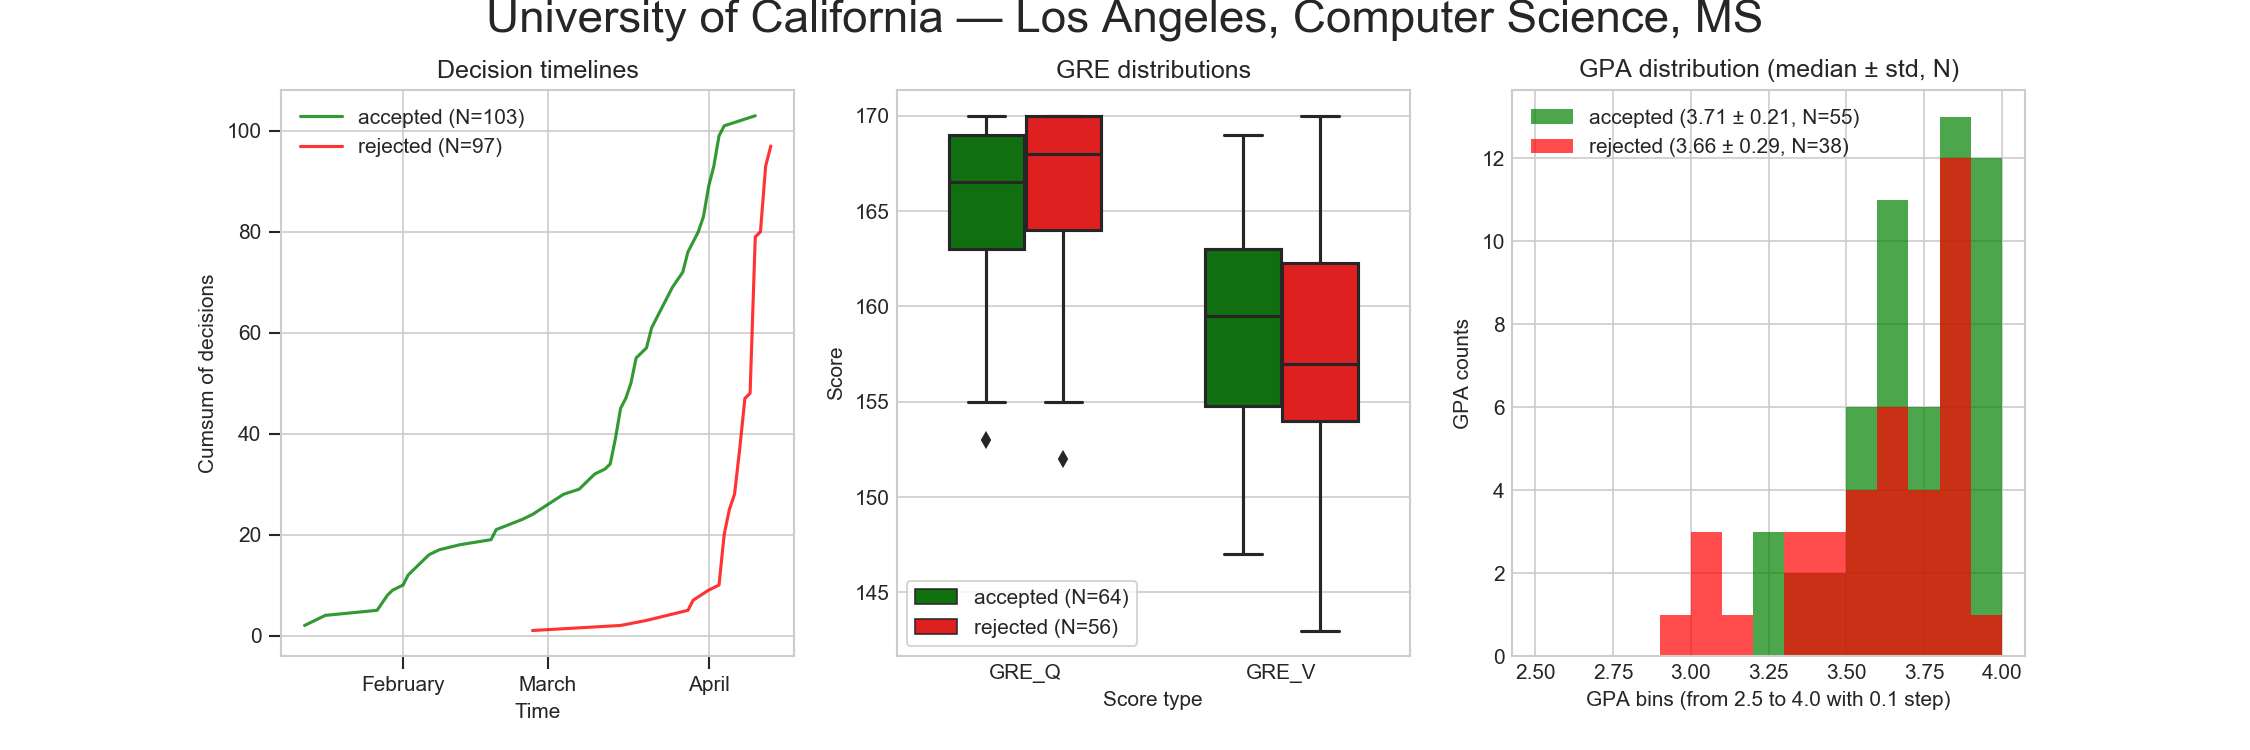 University of California — Los Angeles, Computer Science, MS
Decision timelines
accepted (N=103)
rejected (N=97)
100
80
60
40
20
0
Cumsum of decisions
February March April
Time
GRE distributions
170
165
160
155
150
145
Score
accepted (N=64)
rejected (N=56)
GRE_Q GRE_V
Score type
GPA distribution (median ± std, N)
accepted (3.71 ± 0.21, N=55)
rejected (3.66 ± 0.29, N=38)
12
10
8
6
4
2
0
GPA counts
2.50 2.75 3.00 3.25 3.50 3.75 4.00
GPA bins (from 2.5 to 4.0 with 0.1 step)